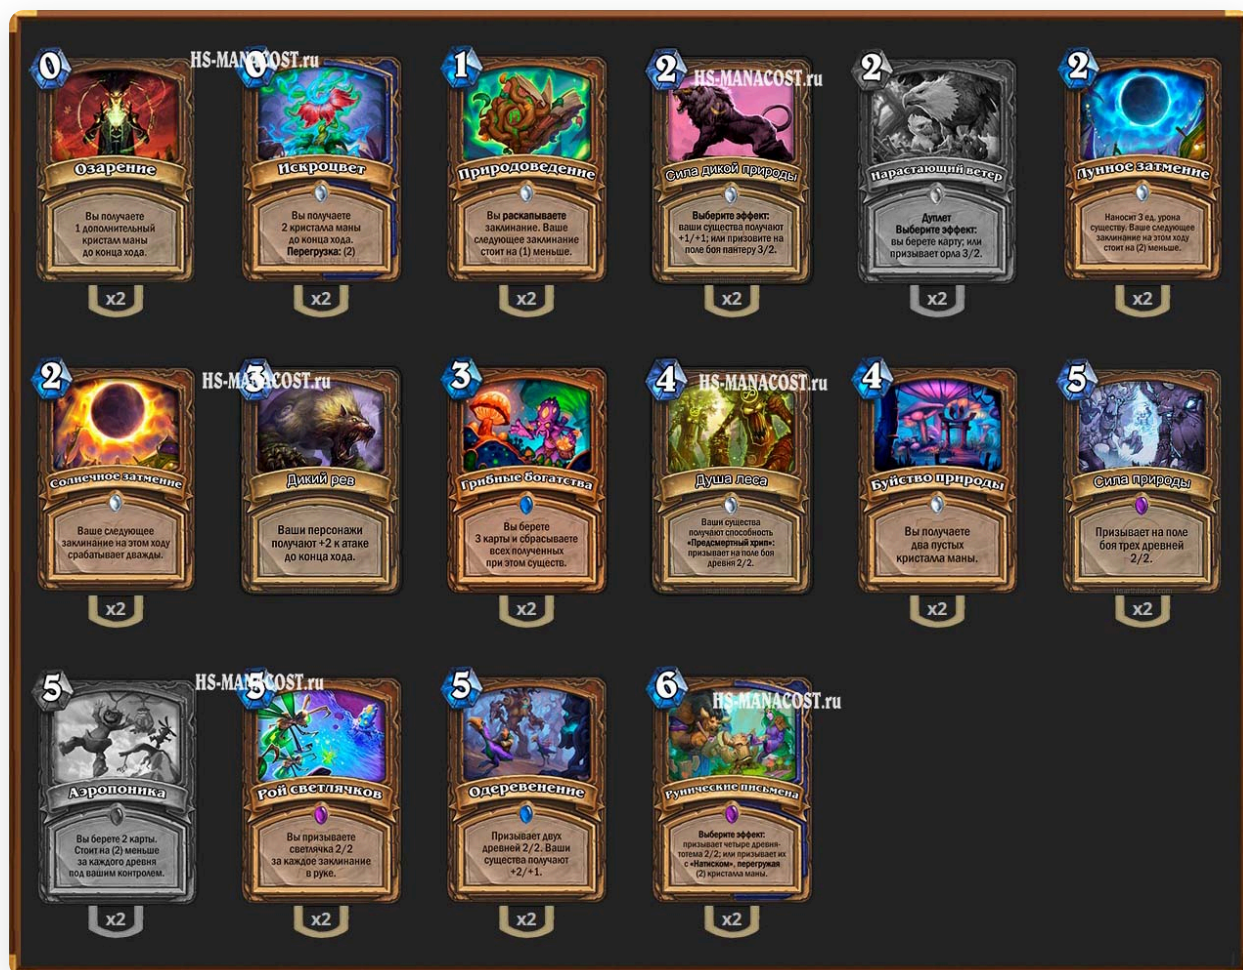 HS-MANACOST.ru
HS-MANACOST.ru
0
Озарение
Вы получаете
1 дополнительный
кристалл маны
до конца хода.
x2
0
Искроцвет
Вы получаете
2 кристалла маны
до конца хода.
Перегрузка: (2)
x2
1
Природоведение
Вы раскапываете
заклинание. Ваше
следующее заклинание
стоит на (1) меньше.
x2
2
Сила дикой природы
Выберите эффект:
ваши существа получают
+1/+1; или призовите на
поле боя пантеру 3/2.
x2
2
Нарастающий ветер
Дуплет
Выберите эффект:
вы берете карту; или
призывает орла 3/2.
x2
2
Лунное затмение
Наносит 3 ед. урона
существу. Ваше следующее
заклинание на этом ходу
стоит на (2) меньше.
x2
HS-MANACOST.ru
HS-MANACOST.ru
2
Солнечное затмение
Ваше следующее
заклинание на этом ходу
срабатывает дважды.
x2
3
Дикий рев
Ваши персонажи
получают +2 к атаке
до конца хода.
3
Грибные богатства
Вы берете
3 карты и сбрасываете
всех полученных
при этом существ.
x2
4
Душа леса
Ваши существа
получают способность
«Предсмертный хрип»:
призывает на поле боя
древня 2/2.
4
Буйство природы
Вы получаете
два пустых
кристалла маны.
x2
5
Сила природы
Призывает на поле
боя трех древней
2/2.
HS-MANACOST.ru
HS-MANACOST.ru
5
Аэропоника
Вы берете 2 карты.
Стоит на (2) меньше
за каждого древня
под вашим контролем.
x2
5
Рой светлячков
Вы призываете
светлячка 2/2
за каждое заклинание
в руке.
x2
5
Одеревенение
Призывает двух
древней 2/2. Ваши
существа получают
+2/+1.
x2
6
Рунические письмена
Выберите эффект:
призывает четыре древня-
тотема 2/2; или призывает их
с «Натиском», перегружая
(2) кристалла маны.
x2